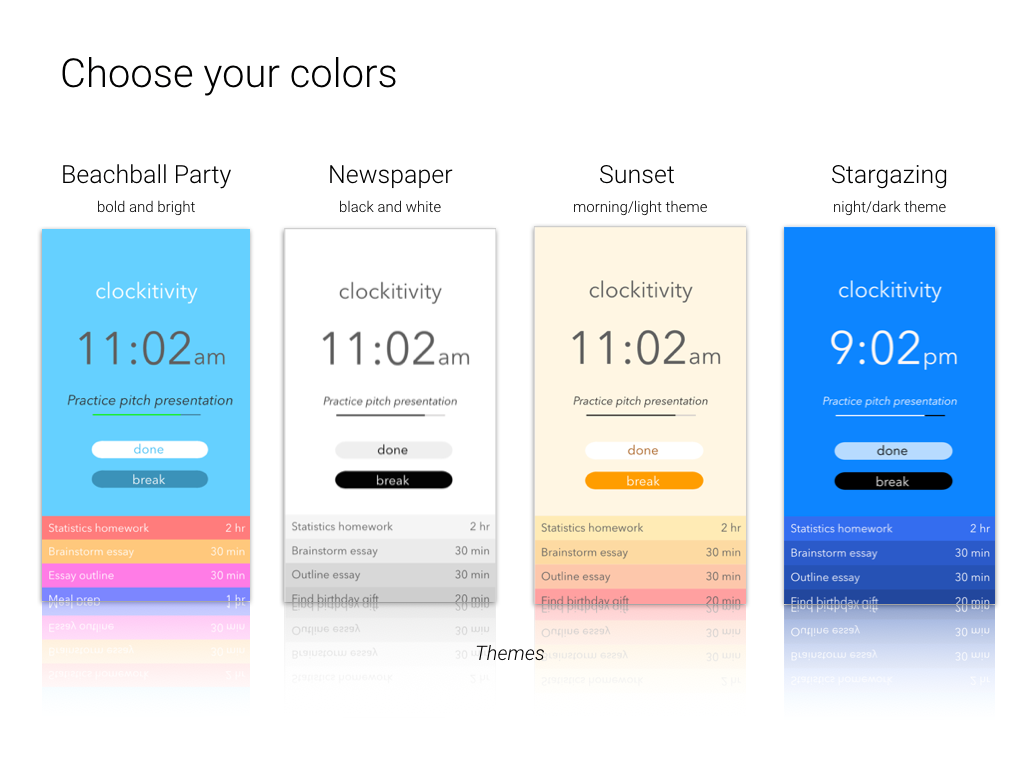 Choose your colors
Beachball Party
bold and bright
clockitivity
11:02am
Practice pitch presentation
done
break
Statistics homework 2 hr
Brainstorm essay 30 min
Essay outline 30 min
Meal prep 1 hr
Newspaper
black and white
clockitivity
11:02am
Practice pitch presentation
done
break
Statistics homework 2 hr
Brainstorm essay 30 min
Outline essay 30 min
Find birthday gift 20 min
Sunset
morning/light theme
clockitivity
11:02am
Practice pitch presentation
done
break
Statistics homework 2 hr
Brainstorm essay 30 min
Outline essay 30 min
Find birthday gift 20 min
Stargazing
night/dark theme
clockitivity
9:02pm
Practice pitch presentation
done
break
Statistics homework 2 hr
Brainstorm essay 30 min
Outline essay 30 min
Find birthday gift 20 min
Themes